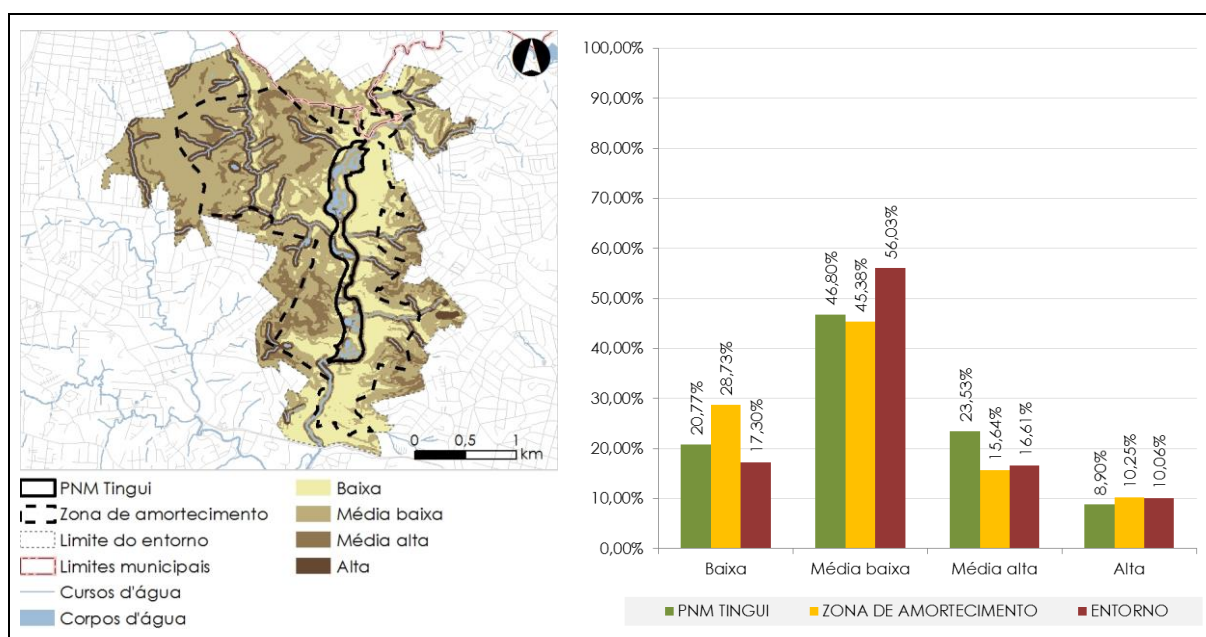 0 0,5 1
km
PNM Tingui
Zona de amortecimento
Limite do entorno
Limites municipais
Cursos d'água
Corpos d'água
Baixa
Média baixa
Média alta
Alta
100,00%
90,00%
80,00%
70,00%
60,00%
50,00%
40,00%
30,00%
20,00%
10,00%
0,00%
20,77%
28,73%
17,30%
46,80%
45,38%
56,03%
23,53%
15,64%
16,61%
8,90%
10,25%
10,06%
Baixa Média baixa Média alta Alta
PNM TINGUI ZONA DE AMORTECIMENTO ENTORNO